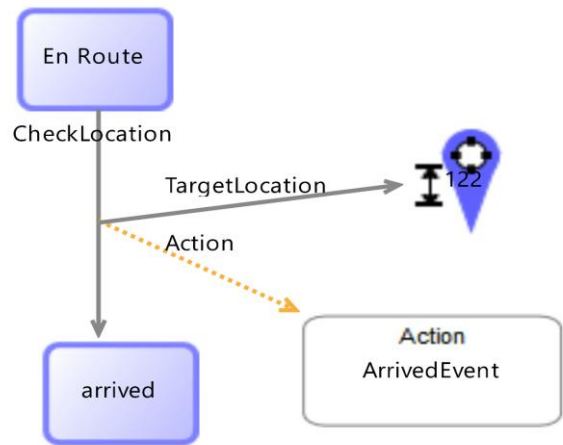 En Route
CheckLocation
TargetLocation
122
Action
Action
ArrivedEvent
arrived